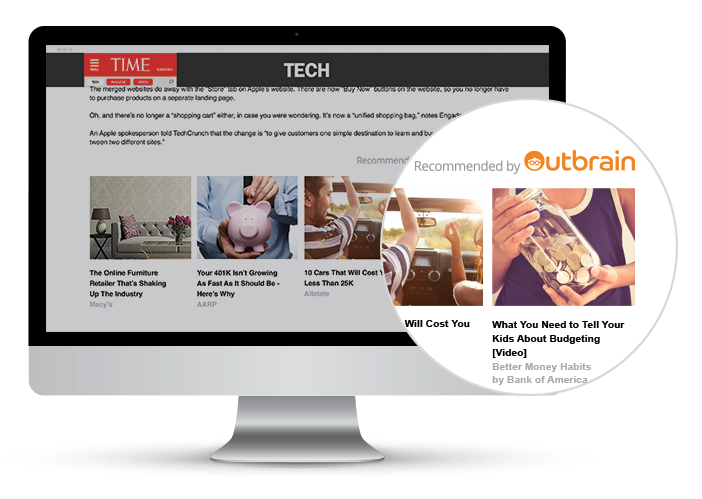 TIME
MENU
Subscribe
TECH
TECH
MAGAZINE
VIDEOS
The merged websites do away with the "Store" tab on Apple's website. There are now "Buy Now" buttons on the website, so you no longer have
to purchase products on a separate landing page.
Oh, and there's no longer a "shopping cart" either, in case you were wondering. It's now a "unified shopping bag," notes Engad
An Apple spokesperson told TechCrunch that the change is "to give customers one simple destination to learn and bu
tween two different sites."
Recommend
Recommended by Outbrain
The Online Furniture
Retailer That's Shaking
Up The Industry
Macy's
Your 401K Isn't Growing
As Fast As It Should Be -
Here's Why
AARP
10 Cars That Will Cost Y
Less Than 25K
Allstate
Will Cost You
What You Need to Tell Your
Kids About Budgeting
[Video]
Better Money Habits
by Bank of America